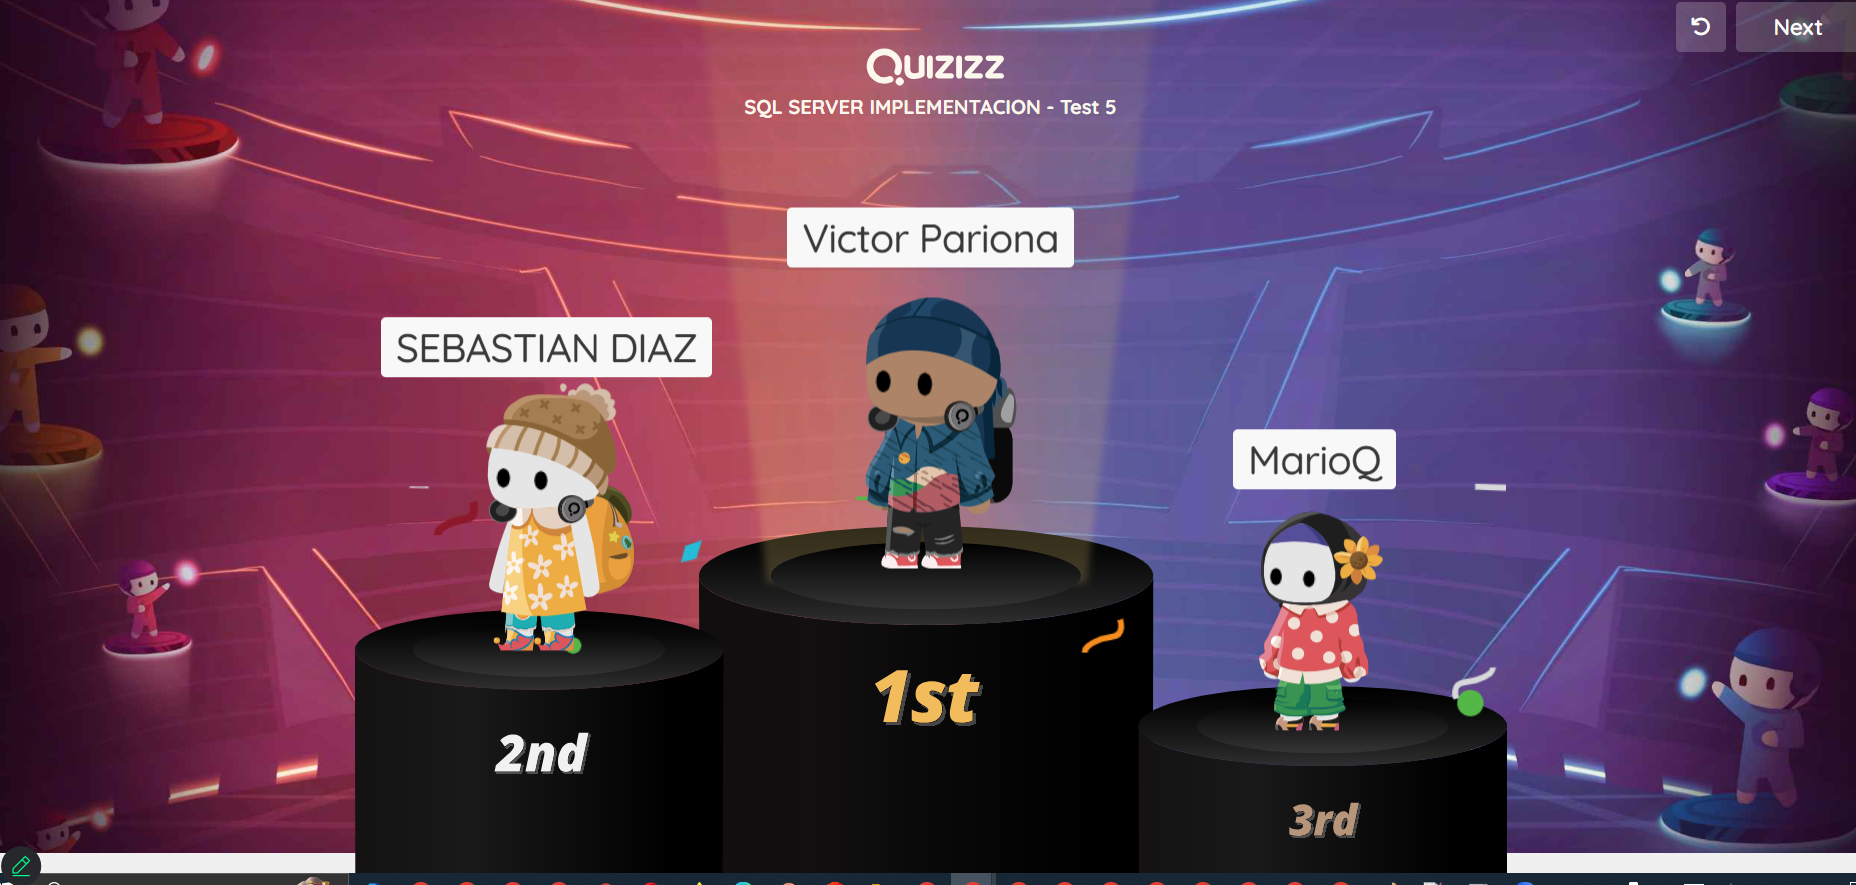 Next
QUIZIZZ
SQL SERVER IMPLEMENTACION - Test 5
Victor Pariona
SEBASTIAN DIAZ
MarioQ
1st
2nd
3rd